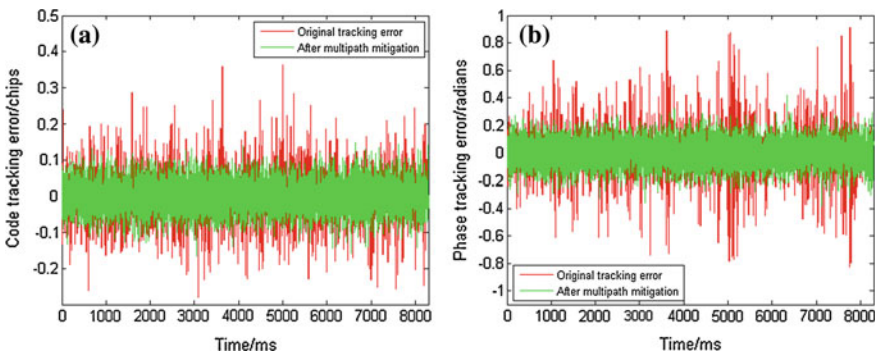 (a)
Original tracking error
After multipath mitigation
Code tracking error/chips
0.5
0.4
0.3
0.2
0.1
0
-0.1
-0.2
0 1000 2000 3000 4000 5000 6000 7000 8000
Time/ms
(b)
Phase tracking error/radians
1
0.8
0.6
0.4
0.2
0
-0.2
-0.4
-0.6
-0.8
-1
Original tracking error
After multipath mitigation
0 1000 2000 3000 4000 5000 6000 7000 8000
Time/ms